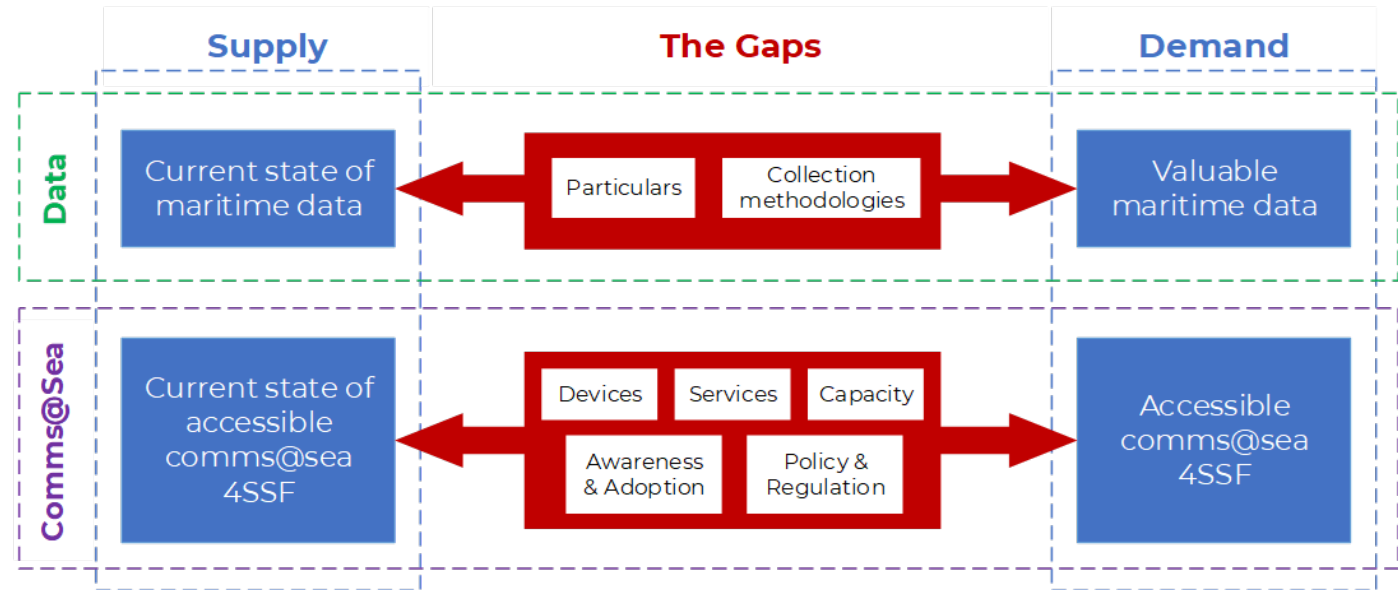 Supply
The Gaps
Demand
Data
Current state of
maritime data
Particulars
Collection
methodologies
Valuable
maritime data
Comms@Sea
Current state of
accessible
comms@sea
4SSF
Devices
Services
Capacity
Awareness
& Adoption
Policy &
Regulation
Accessible
comms@sea
4SSF